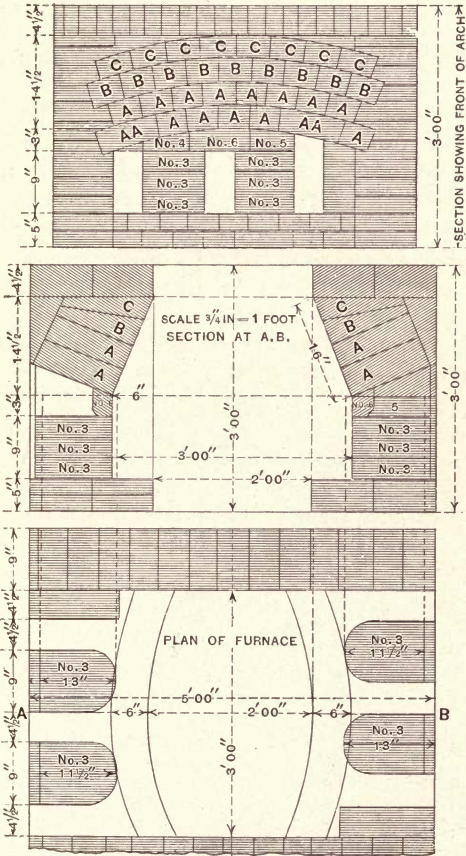 4½"
1'4½"
3"
9"
5"
C C C C C C C C
B B B B B B B B B
A A A A A A A A
AA A A A A AA A
No.4 No.6 No.5
No.3 No.3
No.3 No.3
No.3 No.3
3'00"
SECTION SHOWING FRONT OF ARCH
4½"
1'4½"
3"
9"
5"
C
B
A
A
SCALE ¾ IN = 1 FOOT
SECTION AT A.B.
C
B
A
A
16"
6"
No.6 5
No.3
No.3
No.3
No.3
No.3
No.3
3'00"
3'00"
2'00"
3'00"
9"
4½"
4½"
9"
4½"
9"
4½"
PLAN OF FURNACE
No.3
13"
No.3
11½"
5'00"
A
6"
2'00"
6"
B
3'00"
No.3
11½"
No.3
13"